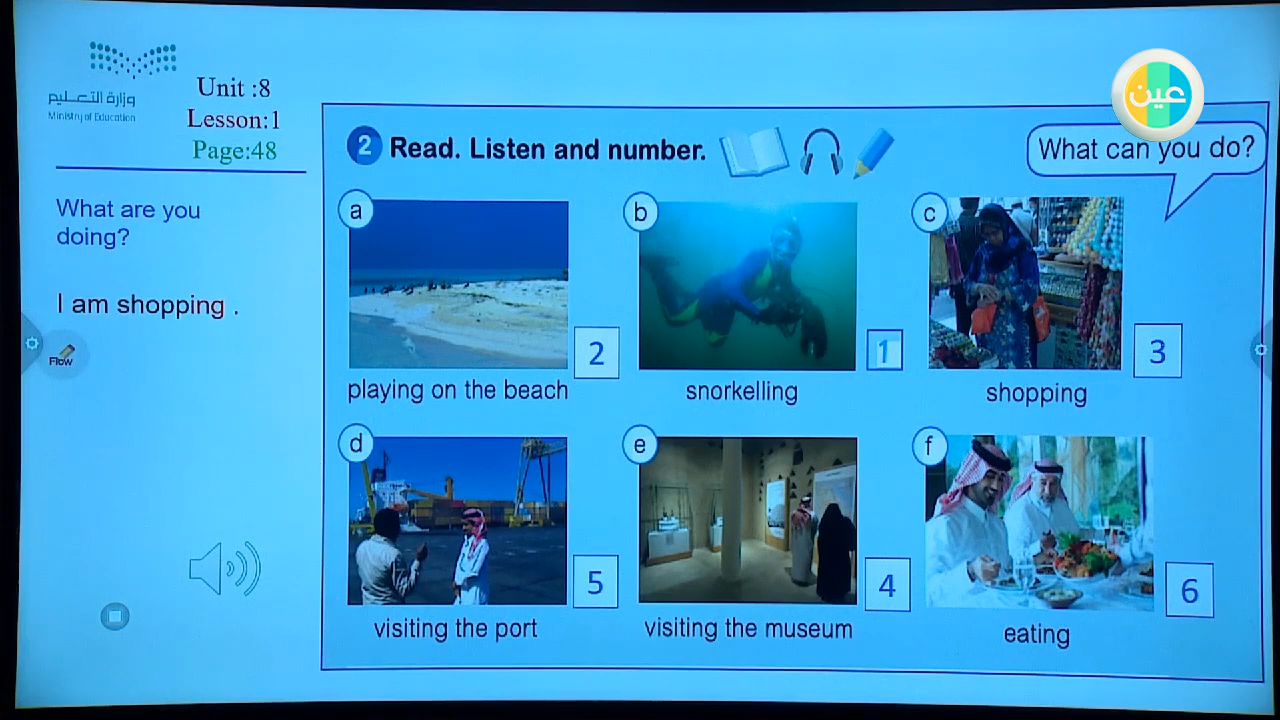 عين
وزارة التعليم
Ministry of Education
Unit :8
Lesson:1
Page:48
What are you
doing?
I am shopping .
Flow
2 Read. Listen and number.
What can you do?
a
2
playing on the beach
b
1
snorkelling
c
3
shopping
d
5
visiting the port
e
4
visiting the museum
f
6
eating